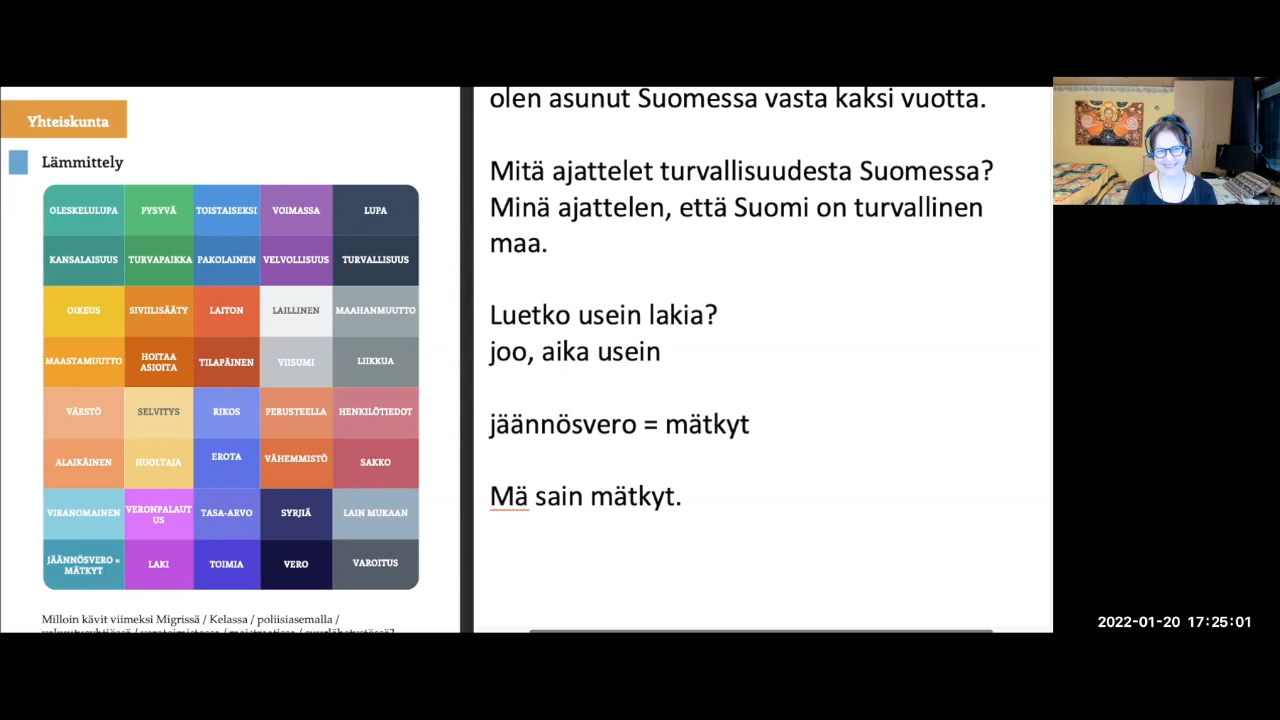 Yhteiskunta
Lämmittely
OLESKELULUPA PYSYVÄ TOISTAISEKSI VOIMASSA LUPA
KANSALAISUUS TURVAPAIKKA PAKOLAINEN VELVOLLISUUS TURVALLISUUS
OIKEUS SIVIILISÄÄTY LAITON LAILLINEN MAAHANMUUTTO
MAASTAMUUTTO HOITAA ASIOITA TILAPÄINEN VIISUMI LIIKKUA
VÄESTÖ SELVITYS RIKOS PERUSTEELLA HENKILÖTIEDOT
ALAIKÄINEN HUOLTAJA EROTA VÄHEMMISTÖ SAKKO
VIRANOMAINEN VERONPALAUTUS TASA-ARVO SYRJIÄ LAIN MUKAAN
JÄÄNNÖSVERO = MÄTKYT LAKI TOIMIA VERO VAROITUS
Milloin kävit viimeksi Migrissä / Kelassa / poliisiasemalla /
olen asunut Suomessa vasta kaksi vuotta.
Mitä ajattelet turvallisuudesta Suomessa?
Minä ajattelen, että Suomi on turvallinen
maa.
Luetko usein lakia?
joo, aika usein
jäännösvero = mätkyt
Mä sain mätkyt.
2022-01-20 17:25:01